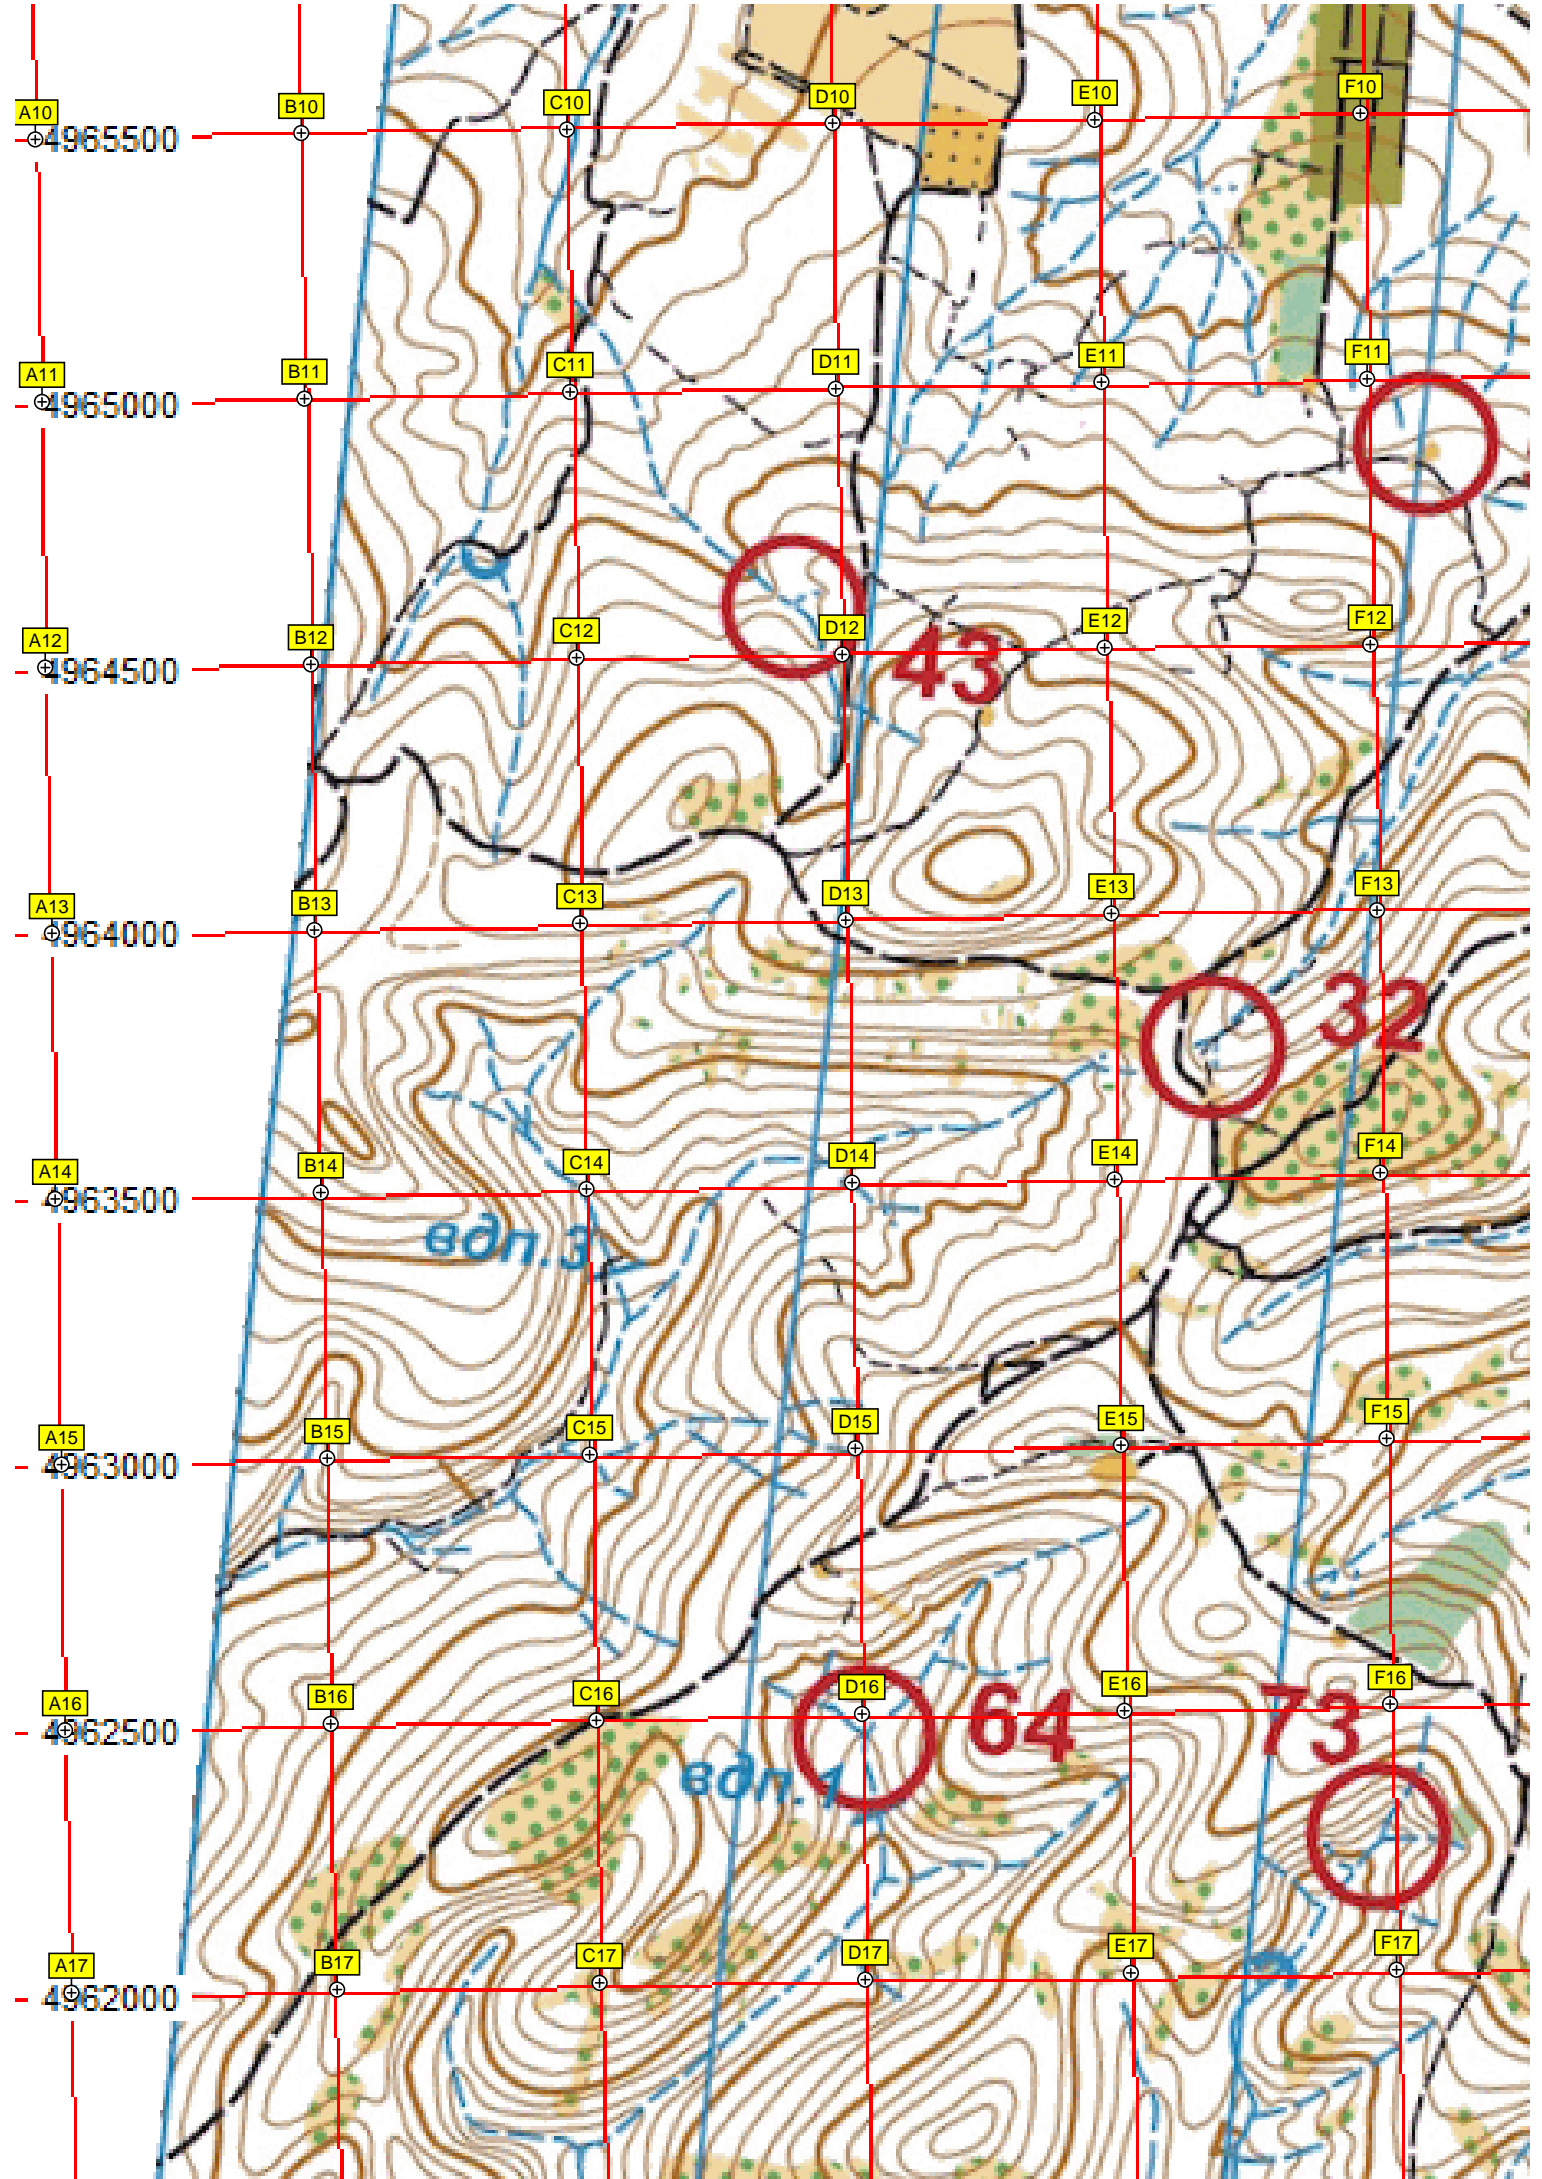 A10 B10 C10 D10 E10 F10
4965500
A11 B11 C11 D11 E11 F11
4965000
A12 B12 C12 D12 E12 F12
4964500
43
A13 B13 C13 D13 E13 F13
4964000
32
A14 B14 C14 D14 E14 F14
4963500
вдп.3
A15 B15 C15 D15 E15 F15
4963000
A16 B16 C16 D16 E16 F16
4962500
64 73
вдп.1
A17 B17 C17 D17 E17 F17
4962000